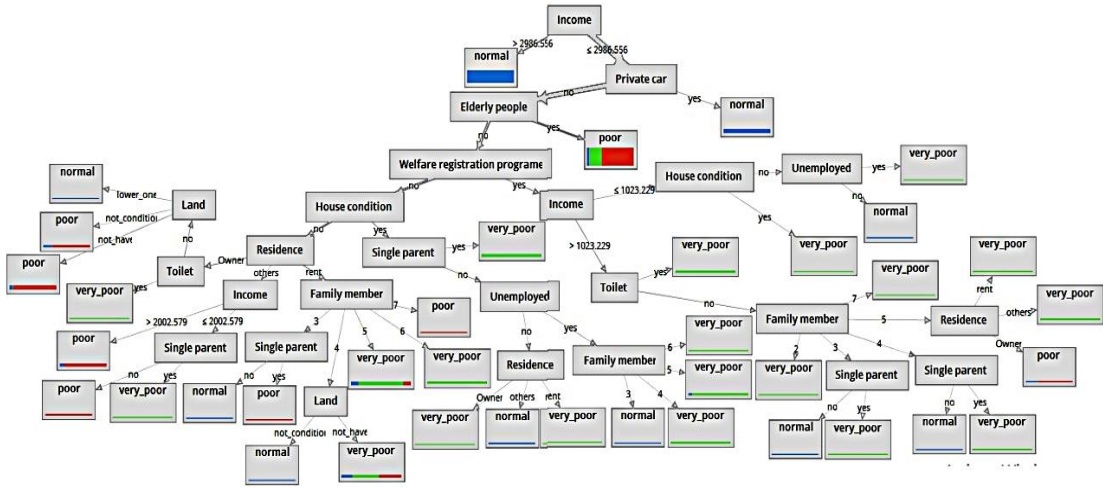 Income
> 2986.556
≤ 2986.556
normal
Private car
no
yes
Elderly people
normal
no
yes
poor
Welfare registration programe
no
yes
House condition
no
Unemployed
yes
very_poor
normal
lower_one
Land
not_conditio
poor
not_have
poor
no
House condition
Income
≤ 1023.229
yes
no
normal
no
yes
very_poor
> 1023.229
very_poor
Residence
Single parent
yes
very_poor
very_poor
very_poor
Toilet
Owner
others
rent
no
Toilet
yes
very_poor
yes
Income
Family member
Unemployed
no
7
rent
others
very_poor
> 2002.579
≤ 2002.579
3
4
5
6
7
poor
Family member
5
Residence
poor
Single parent
Single parent
no
yes
very_poor
Owner
very_poor
very_poor
Residence
Family member
6
5
very_poor
very_poor
2
3
4
Single parent
Single parent
poor
no
yes
no
yes
Land
Owner
others
rent
3
4
no
yes
no
yes
poor
very_poor
normal
poor
very_poor
normal
very_poor
normal
very_poor
normal
very_poor
normal
very_poor
not_conditio
not_have
normal
very_poor